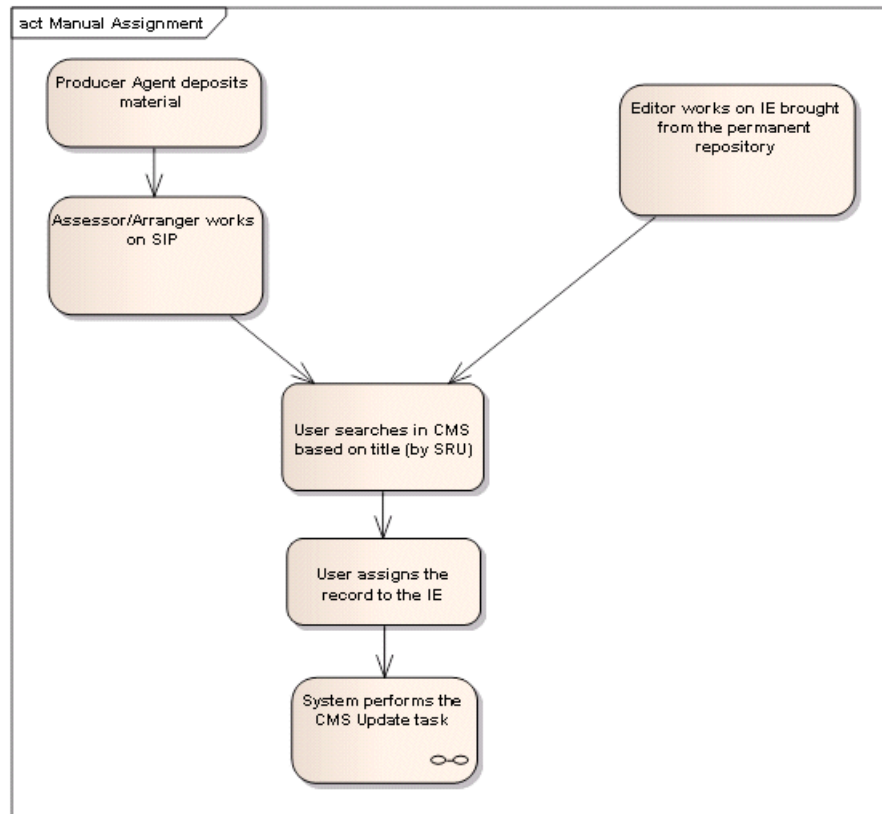 act Manual Assignment
Producer Agent deposits
material
Editor works on IE brought
from the permanent
repository
Assessor/Arranger works
on SIP
User searches in CMS
based on title (by SRU)
User assigns the
record to the IE
System performs the
CMS Update task